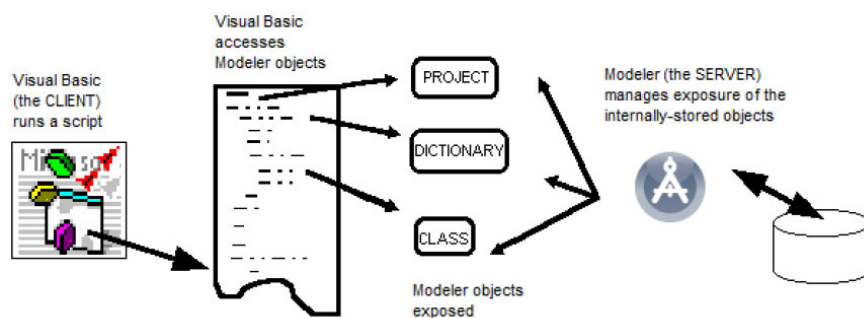 Visual Basic
(the CLIENT)
runs a script
Visual Basic
accesses
Modeler objects
PROJECT
DICTIONARY
CLASS
Modeler objects
exposed
Modeler (the SERVER)
manages exposure of the
internally-stored objects